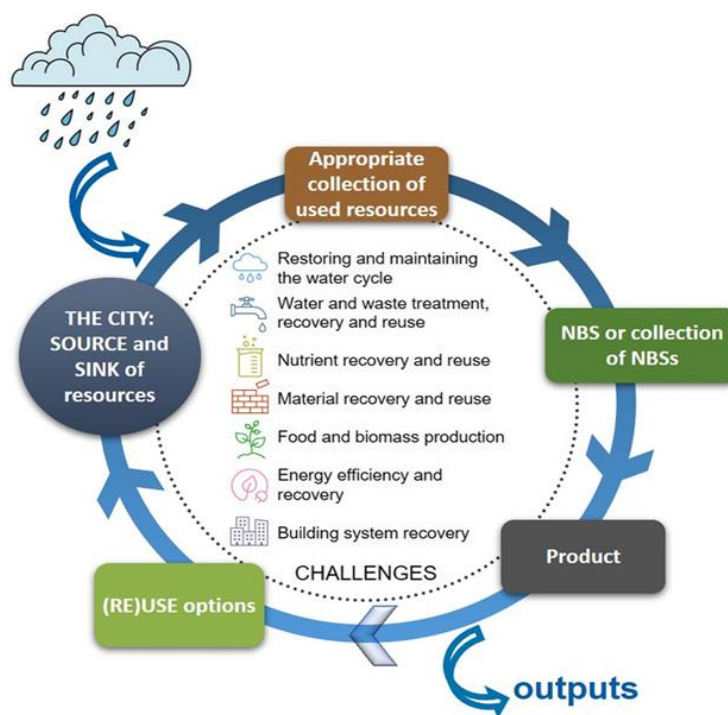 Appropriate
collection of
used resources
Restoring and maintaining
the water cycle
Water and waste treatment,
recovery and reuse
Nutrient recovery and reuse
Material recovery and reuse
Food and biomass production
Energy efficiency and
recovery
Building system recovery
CHALLENGES
THE CITY:
SOURCE and
SINK of
resources
NBS or collection
of NBSs
Product
(RE)USE options
outputs